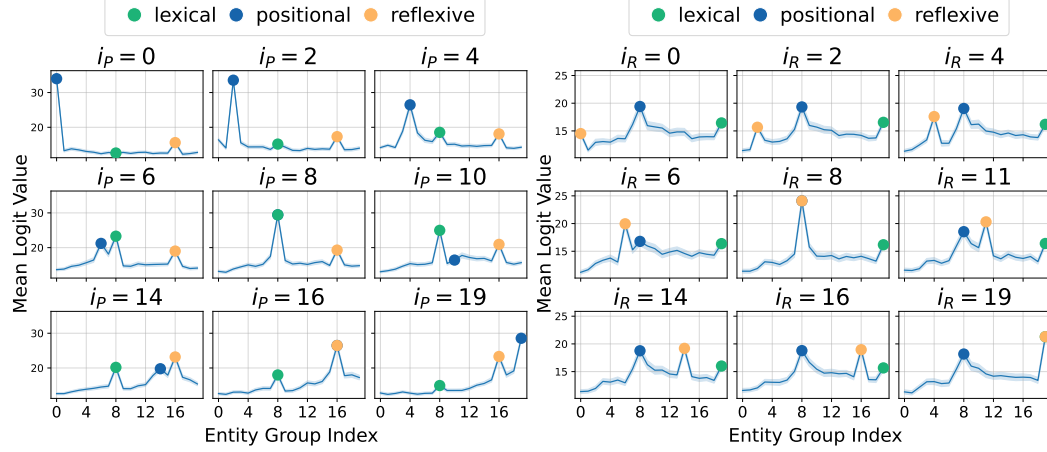 lexical positional reflexive
i_P = 0 i_P = 2 i_P = 4
30
20
i_P = 6 i_P = 8 i_P = 10
30
20
i_P = 14 i_P = 16 i_P = 19
30
20
0 4 8 12 16 0 4 8 12 16 0 4 8 12 16
Mean Logit Value
Entity Group Index
lexical positional reflexive
i_R = 0 i_R = 2 i_R = 4
25
20
15
i_R = 6 i_R = 8 i_R = 11
25
20
15
i_R = 14 i_R = 16 i_R = 19
25
20
15
0 4 8 12 16 0 4 8 12 16 0 4 8 12 16
Mean Logit Value
Entity Group Index